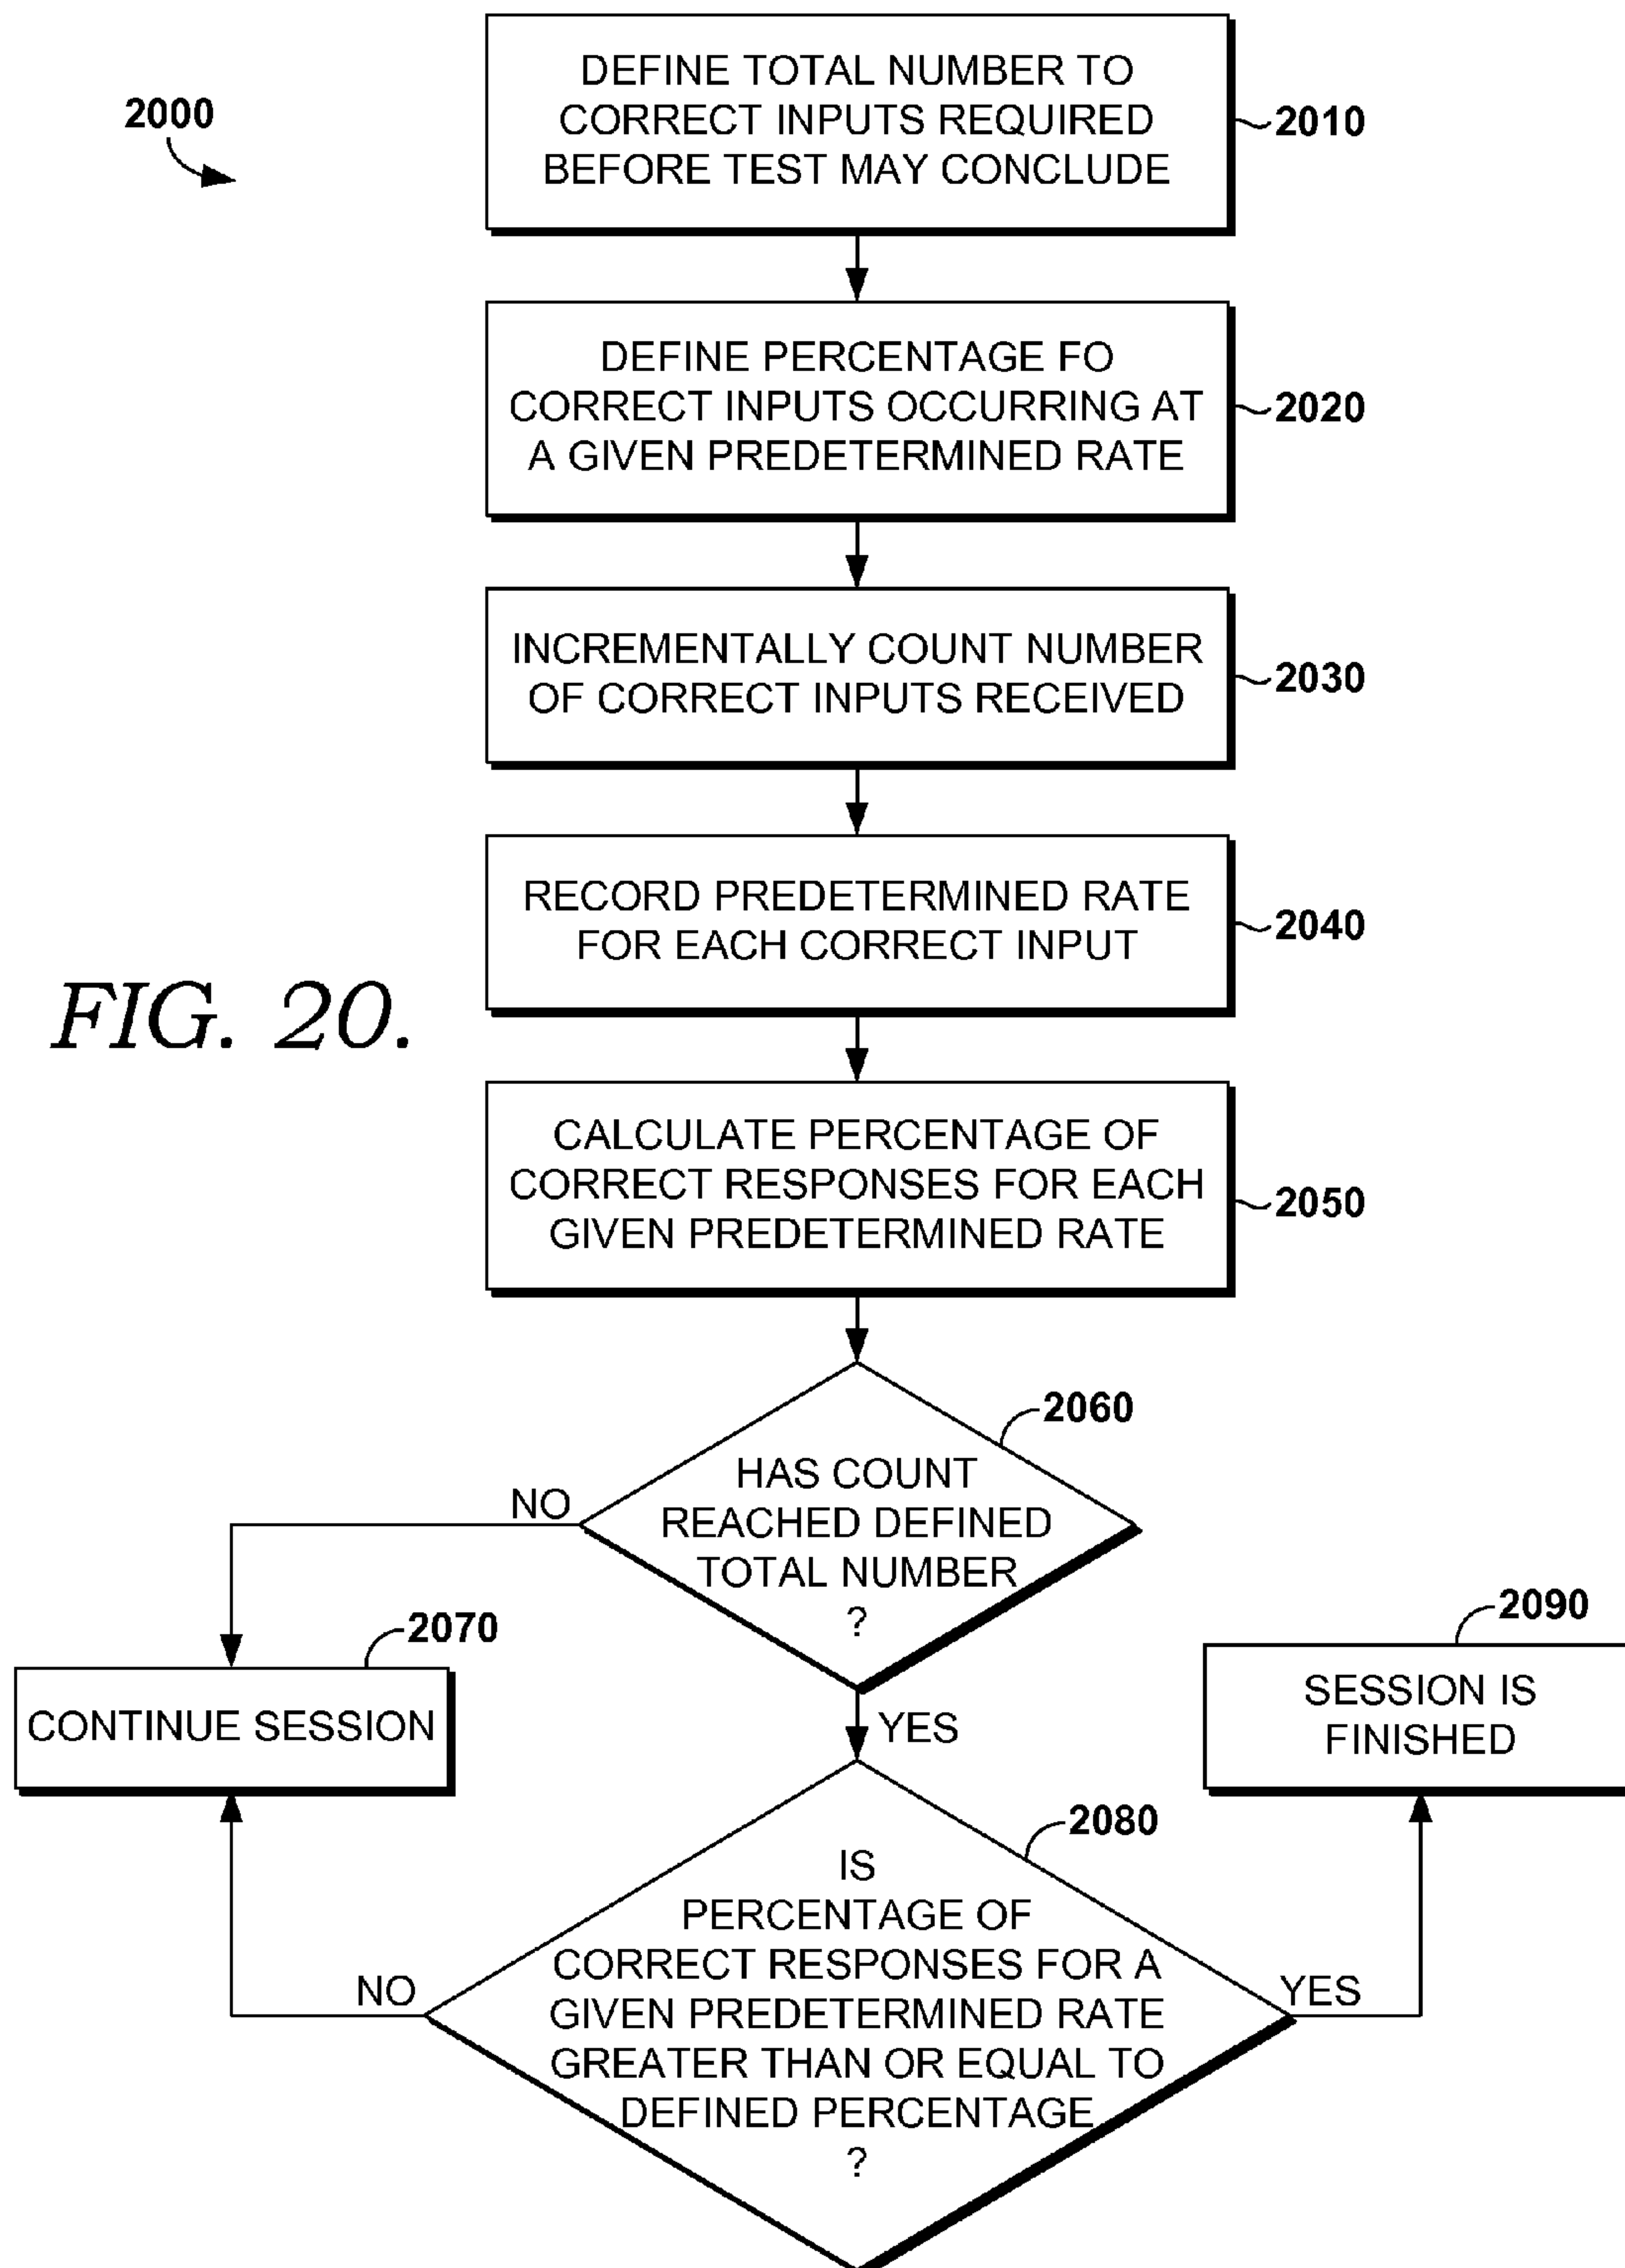 2000
DEFINE TOTAL NUMBER TO
CORRECT INPUTS REQUIRED
BEFORE TEST MAY CONCLUDE
2010
DEFINE PERCENTAGE FO
CORRECT INPUTS OCCURRING AT
A GIVEN PREDETERMINED RATE
2020
INCREMENTALLY COUNT NUMBER
OF CORRECT INPUTS RECEIVED
2030
RECORD PREDETERMINED RATE
FOR EACH CORRECT INPUT
2040
FIG. 20.
CALCULATE PERCENTAGE OF
CORRECT RESPONSES FOR EACH
GIVEN PREDETERMINED RATE
2050
2060
HAS COUNT
REACHED DEFINED
TOTAL NUMBER
?
NO
2070
CONTINUE SESSION
YES
2090
SESSION IS
FINISHED
2080
IS
PERCENTAGE OF
CORRECT RESPONSES FOR A
GIVEN PREDETERMINED RATE
GREATER THAN OR EQUAL TO
DEFINED PERCENTAGE
?
NO
YES